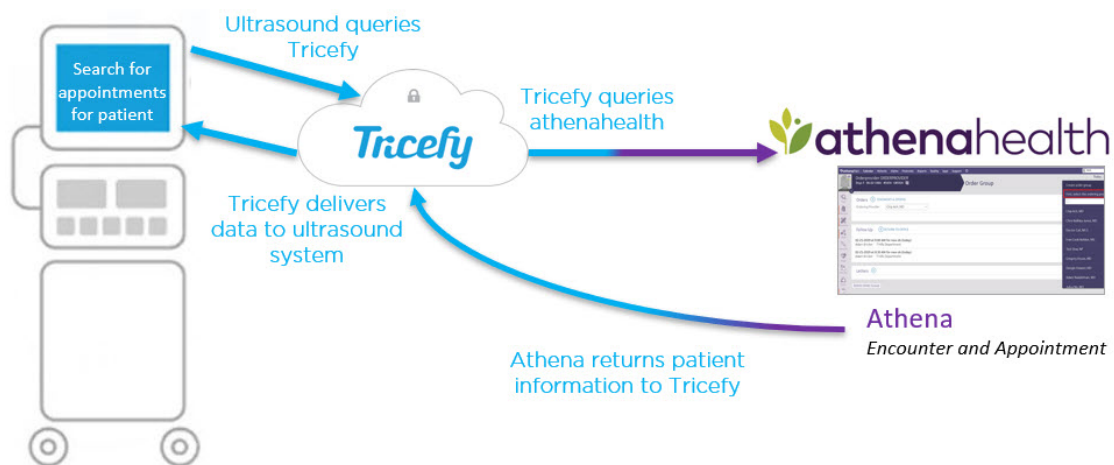 Ultrasound queries
Tricefy
Search for
appointments
for patient
Tricefy
Tricefy queries
athenahealth
athenahealth
Tricefy delivers
data to ultrasound
system
Order Group
Athena
Encounter and Appointment
Athena returns patient
information to Tricefy